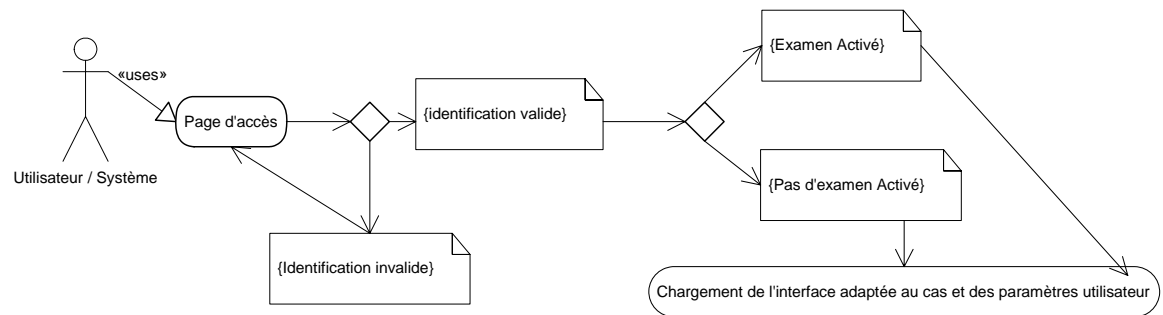 {Examen Activé}
«uses»
Page d'accès
{identification valide}
Utilisateur / Système
{Pas d'examen Activé}
{Identification invalide}
Chargement de l'interface adaptée au cas et des paramètres utilisateur